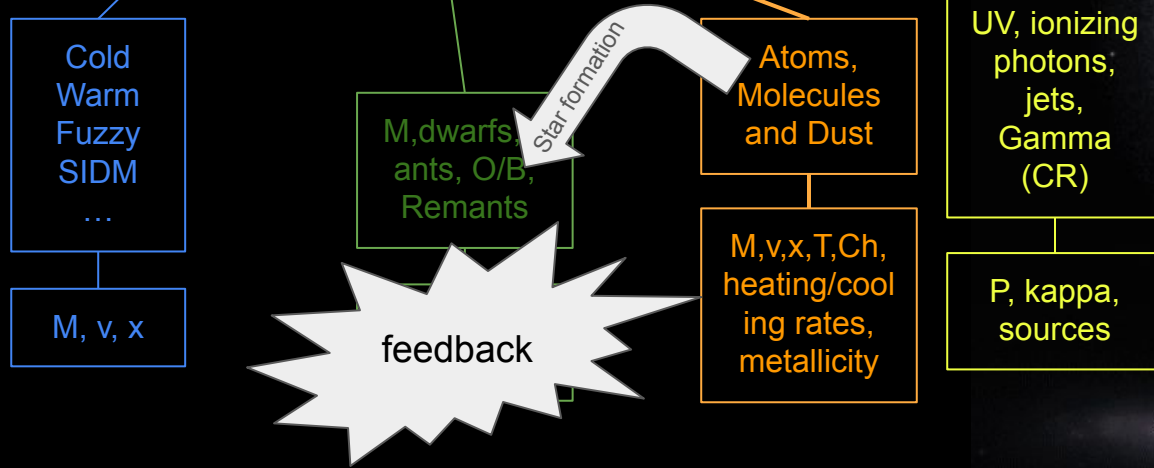 Cold
Warm
Fuzzy
SIDM
…
M, v, x
M,dwarfs,
ants, O/B,
Remants
Star formation
feedback
Atoms,
Molecules
and Dust
M,v,x,T,Ch,
heating/cool
ing rates,
metallicity
UV, ionizing
photons,
jets,
Gamma
(CR)
P, kappa,
sources